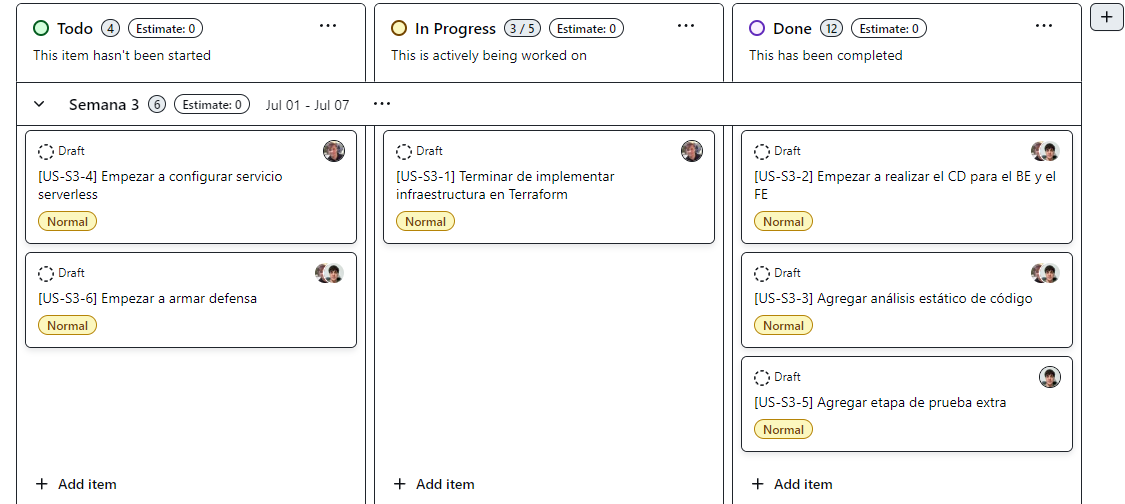 Todo 4 Estimate: 0 ...
This item hasn't been started
In Progress 3 / 5 Estimate: 0 ...
This is actively being worked on
Done 12 Estimate: 0 ...
This has been completed
+
Semana 3 6 Estimate: 0 Jul 01 - Jul 07 ...
Draft
[US-S3-4] Empezar a configurar servicio
serverless
Normal
Draft
[US-S3-6] Empezar a armar defensa
Normal
+ Add item
Draft
[US-S3-1] Terminar de implementar
infraestructura en Terraform
Normal
+ Add item
Draft
[US-S3-2] Empezar a realizar el CD para el BE y el
FE
Normal
Draft
[US-S3-3] Agregar análisis estático de código
Normal
Draft
[US-S3-5] Agregar etapa de prueba extra
Normal
+ Add item